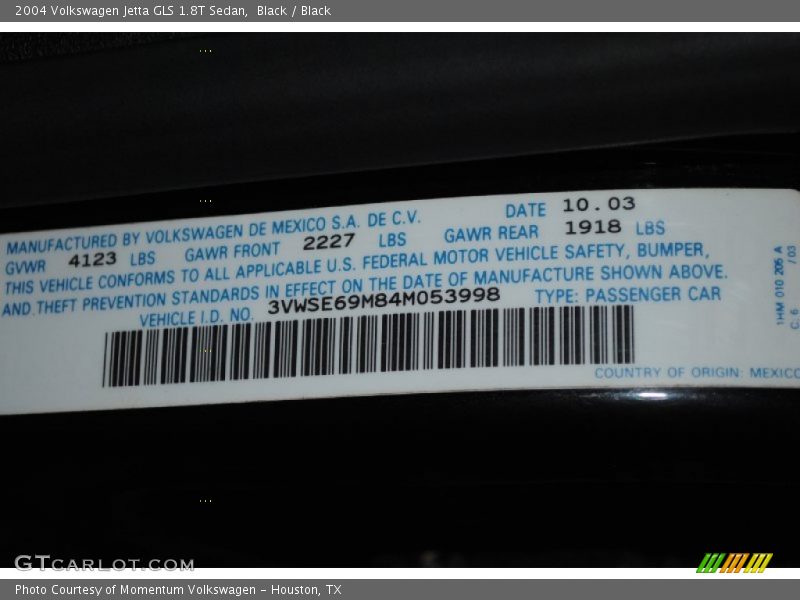 2004 Volkswagen Jetta GLS 1.8T Sedan,  Black / Black
MANUFACTURED BY VOLKSWAGEN DE MEXICO S.A. DE C.V. DATE 10.03
GVWR 4123 LBS GAWR FRONT 2227 LBS GAWR REAR 1918 LBS
THIS VEHICLE CONFORMS TO ALL APPLICABLE U.S. FEDERAL MOTOR VEHICLE SAFETY, BUMPER,
AND THEFT PREVENTION STANDARDS IN EFFECT ON THE DATE OF MANUFACTURE SHOWN ABOVE.
VEHICLE I.D. NO. 3VWSE69M84M053998 TYPE: PASSENGER CAR
COUNTRY OF ORIGIN: MEXICO
1HM 010 205 A
C. 6 / 03
GTCARLOT.COM
Photo Courtesy of Momentum Volkswagen - Houston, TX